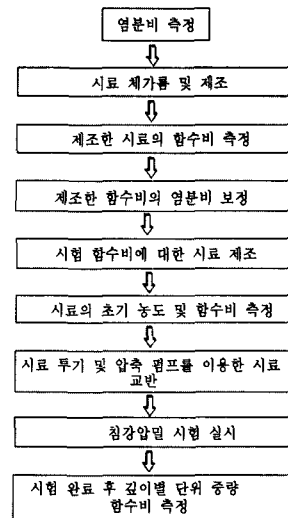 염분비 측정
시료 체가름 및 제조
제조한 시료의 함수비 측정
제조한 함수비의 염분비 보정
시험 함수비에 대한 시료 제조
시료의 초기 농도 및 함수비 측정
시료 투기 및 압축 펌프를 이용한 시료
교반
침강압밀 시험 실시
시험 완료 후 깊이별 단위 중량
함수비 측정